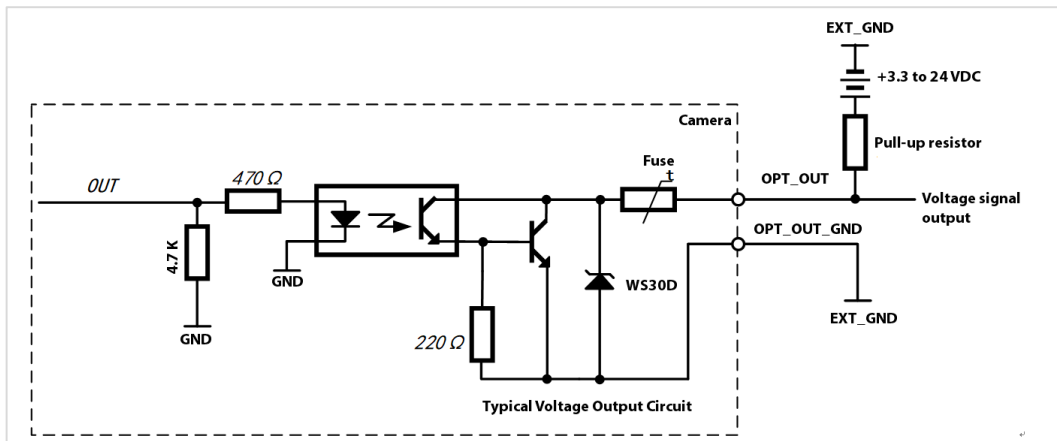 EXT_GND
+3.3 to 24 VDC
Camera
Pull-up resistor
Fuse
t
OUT
470 Ω
OPT_OUT
Voltage signal
output
OPT_OUT_GND
4.7 K
GND
WS30D
EXT_GND
GND
220 Ω
Typical Voltage Output Circuit